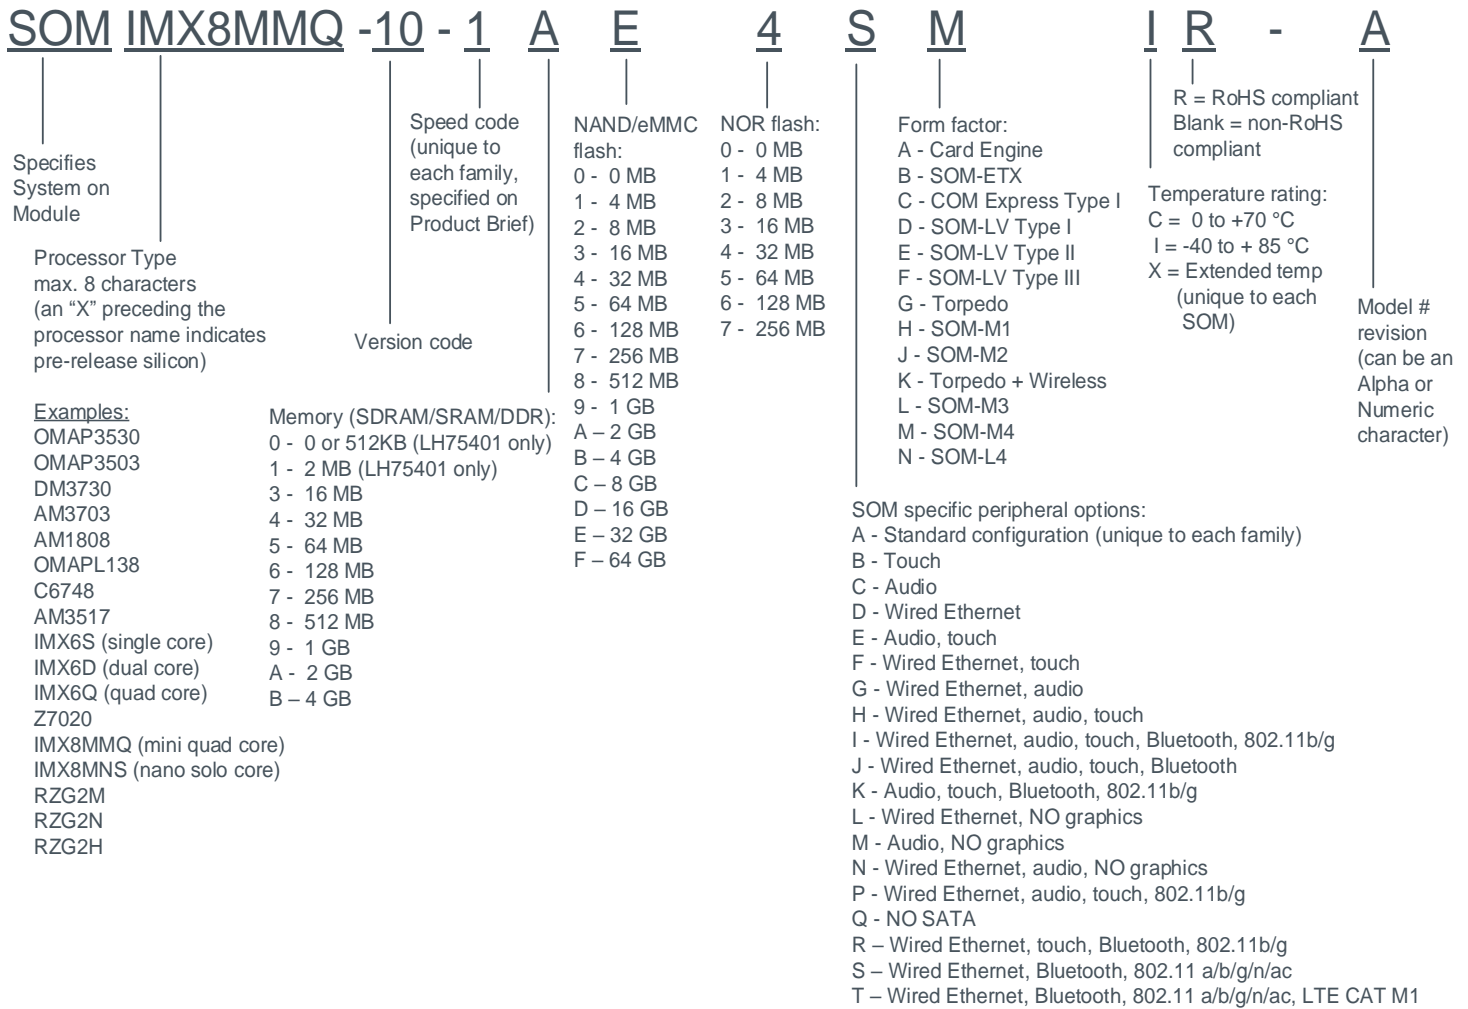 SOM IMX8MMQ -10 - 1 A E 4 S M I R - A
Specifies
System on
Module
Processor Type
max. 8 characters
(an “X” preceding the
processor name indicates
pre-release silicon)
Examples:
OMAP3530
OMAP3503
DM3730
AM3703
AM1808
OMAPL138
C6748
AM3517
IMX6S (single core)
IMX6D (dual core)
IMX6Q (quad core)
Z7020
IMX8MMQ (mini quad core)
IMX8MNS (nano solo core)
RZG2M
RZG2N
RZG2H
Version code
Speed code
(unique to
each family,
specified on
Product Brief)
Memory (SDRAM/SRAM/DDR):
0 - 0 or 512KB (LH75401 only)
1 - 2 MB (LH75401 only)
3 - 16 MB
4 - 32 MB
5 - 64 MB
6 - 128 MB
7 - 256 MB
8 - 512 MB
9 - 1 GB
A - 2 GB
B – 4 GB
NAND/eMMC
flash:
0 - 0 MB
1 - 4 MB
2 - 8 MB
3 - 16 MB
4 - 32 MB
5 - 64 MB
6 - 128 MB
7 - 256 MB
8 - 512 MB
9 - 1 GB
A – 2 GB
B – 4 GB
C – 8 GB
D – 16 GB
E – 32 GB
F – 64 GB
NOR flash:
0 - 0 MB
1 - 4 MB
2 - 8 MB
3 - 16 MB
4 - 32 MB
5 - 64 MB
6 - 128 MB
7 - 256 MB
SOM specific peripheral options:
A - Standard configuration (unique to each family)
B - Touch
C - Audio
D - Wired Ethernet
E - Audio, touch
F - Wired Ethernet, touch
G - Wired Ethernet, audio
H - Wired Ethernet, audio, touch
I - Wired Ethernet, audio, touch, Bluetooth, 802.11b/g
J - Wired Ethernet, audio, touch, Bluetooth
K - Audio, touch, Bluetooth, 802.11b/g
L - Wired Ethernet, NO graphics
M - Audio, NO graphics
N - Wired Ethernet, audio, NO graphics
P - Wired Ethernet, audio, touch, 802.11b/g
Q - NO SATA
R – Wired Ethernet, touch, Bluetooth, 802.11b/g
S – Wired Ethernet, Bluetooth, 802.11 a/b/g/n/ac
T – Wired Ethernet, Bluetooth, 802.11 a/b/g/n/ac, LTE CAT M1
Form factor:
A - Card Engine
B - SOM-ETX
C - COM Express Type I
D - SOM-LV Type I
E - SOM-LV Type II
F - SOM-LV Type III
G - Torpedo
H - SOM-M1
J - SOM-M2
K - Torpedo + Wireless
L - SOM-M3
M - SOM-M4
N - SOM-L4
Temperature rating:
C = 0 to +70 °C
I = -40 to + 85 °C
X = Extended temp
(unique to each
SOM)
R = RoHS compliant
Blank = non-RoHS
compliant
Model #
revision
(can be an
Alpha or
Numeric
character)